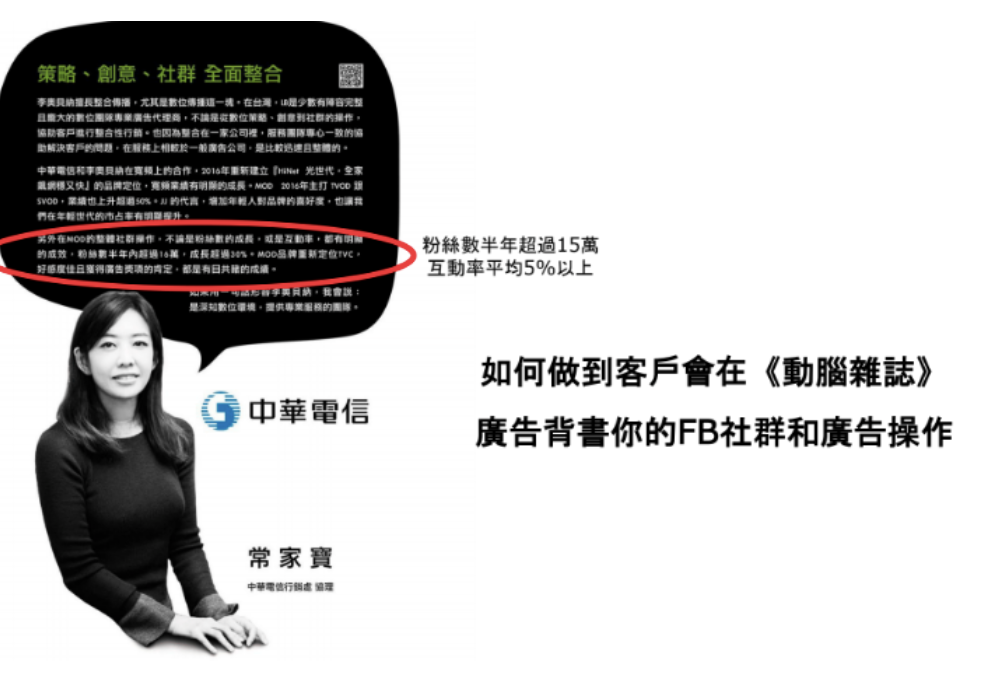 策略、創意、社群 全面整合
李奧貝納擅長整合傳播，尤其是數位傳播這一塊。在台灣，LB是少數有陣容完整
且龐大的數位團隊專業廣告代理商，不論是從數位策略、創意到社群的操作，
協助客戶進行整合性行銷。也因為整合在一家公司裡，服務團隊專心一致的協
助解決客戶的問題，在服務上相較於一般廣告公司，是比較迅速且整體的。
中華電信和李奧貝納在寬頻上的合作，2016年重新建立『HiNet 光世代，全家
飆網穩又快』的品牌定位，寬頻業績有明顯的成長。MOD 2016年主打 TVOD 跟
SVOD，業績也上升超過50%。JJ 的代言，增加年輕人對品牌的喜好度，也讓我
們在年輕世代的市占率有明顯提升。
另外在MOD的整體社群操作，不論是粉絲數的成長，或是互動率，都有明顯
的成效，粉絲數半年內超過16萬，成長超過30%。MOD品牌重新定位TVC，
好感度佳且獲得廣告獎項的肯定，都是有目共睹的成績。
如果用一句話形容李奧貝納，我會說：
是深知數位環境，提供專業服務的團隊。
粉絲數半年超過15萬
互動率平均5%以上
如何做到客戶會在《動腦雜誌》
廣告背書你的FB社群和廣告操作
中華電信
常家寶
中華電信行銷處 協理